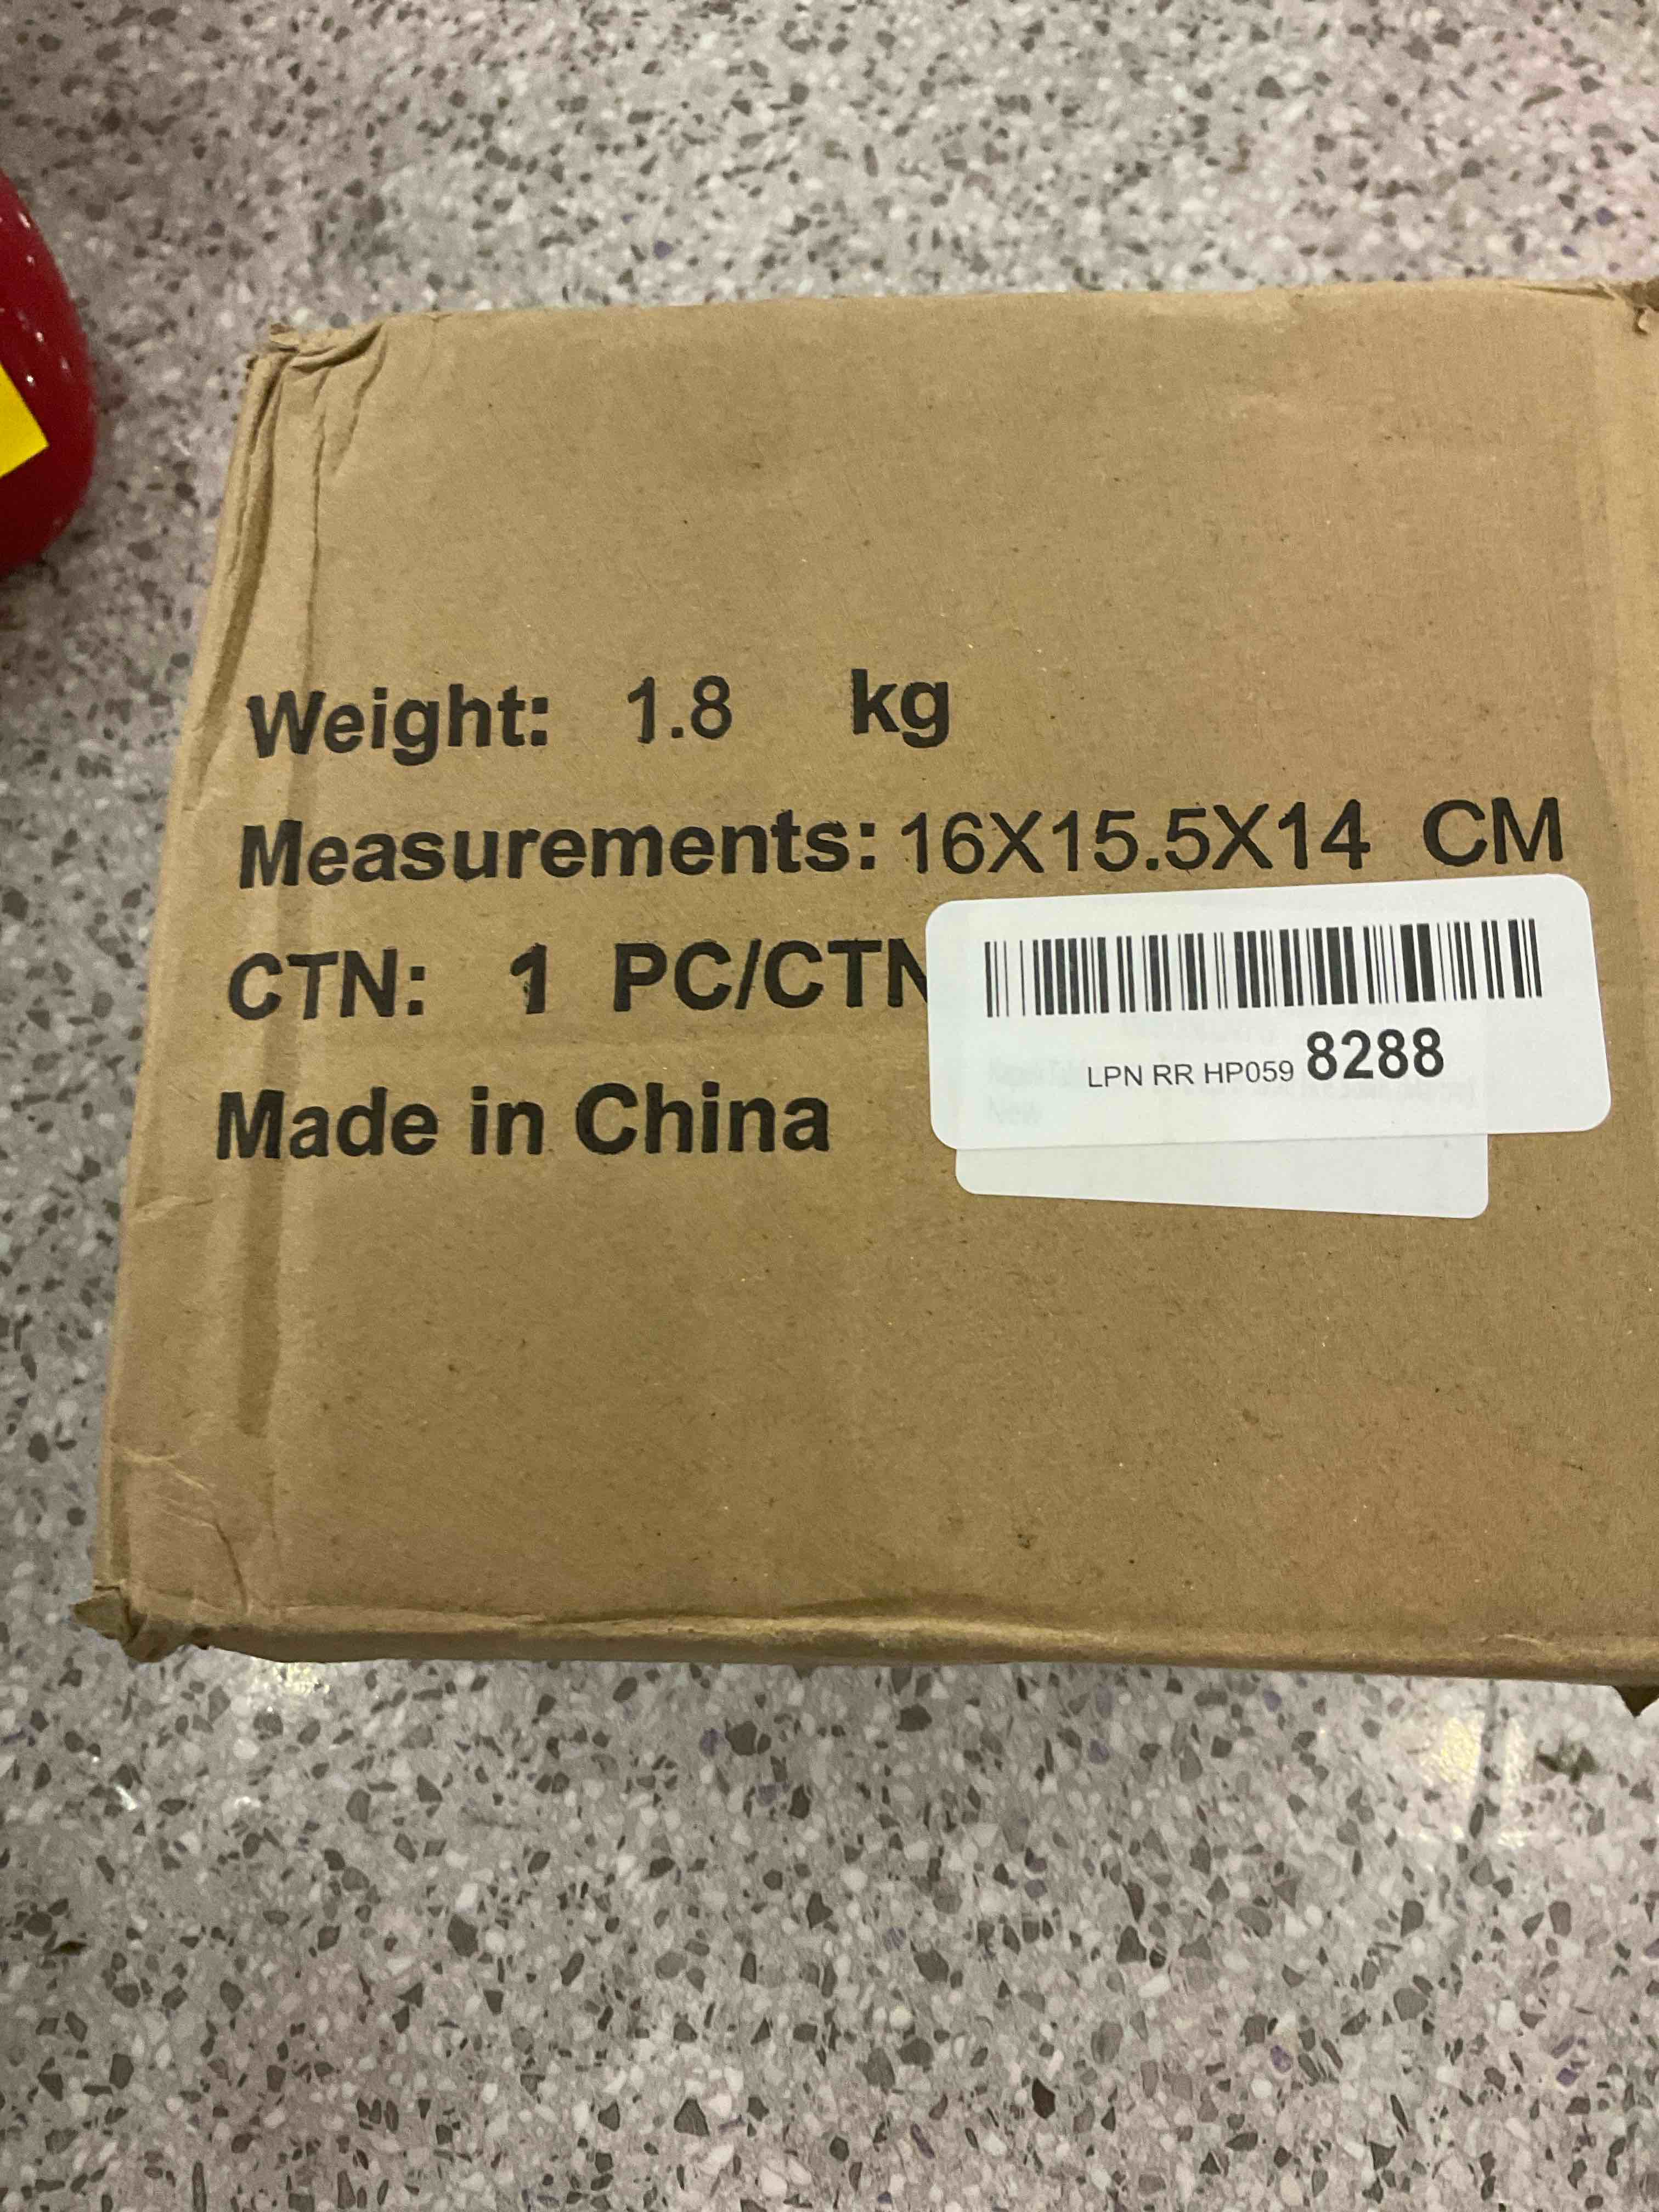 Weight: 1.8 kg
Measurements: 16X15.5X14 CM
CTN: 1 PC/CTN
Made in China
LPN RR HP059 8288